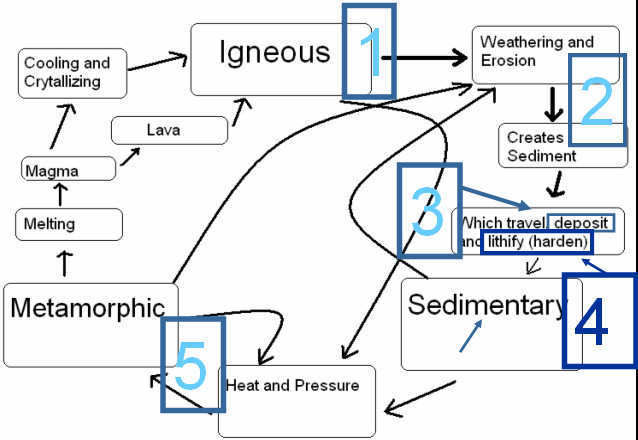 Igneous
1
Weathering and
Erosion
Cooling and
Crytallizing
2
Lava
Creates
Sediment
Magma
3
Melting
Which travel, deposit
and lithify (harden)
Metamorphic
Sedimentary
4
5
Heat and Pressure